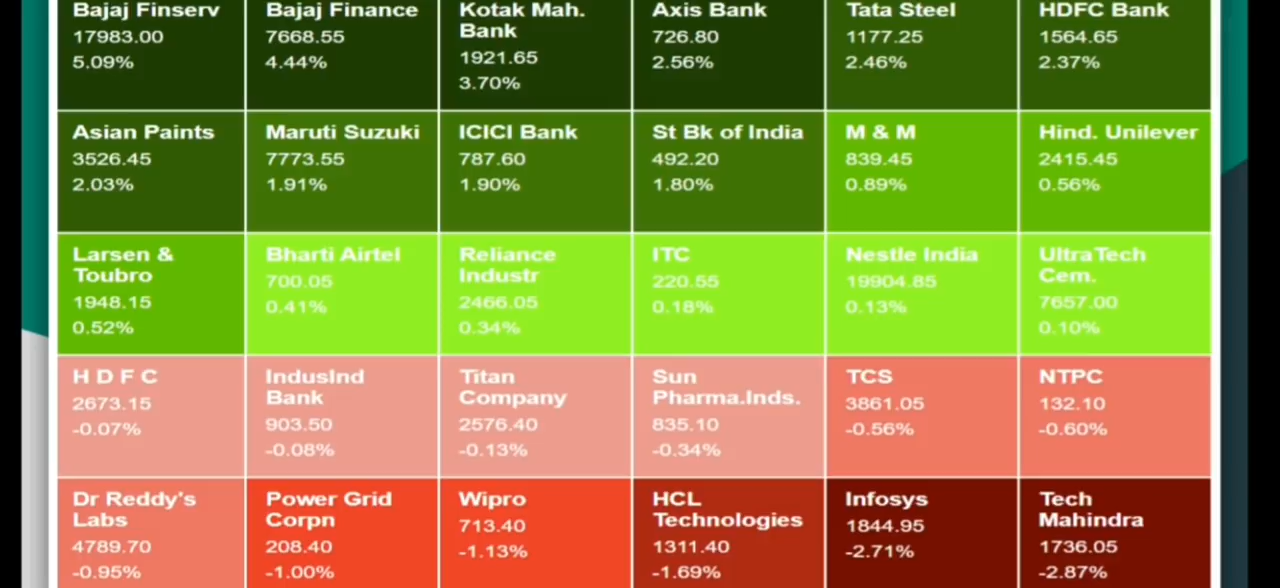 Bajaj Finserv
17983.00
5.09%
Bajaj Finance
7668.55
4.44%
Kotak Mah.
Bank
1921.65
3.70%
Axis Bank
726.80
2.56%
Tata Steel
1177.25
2.46%
HDFC Bank
1564.65
2.37%
Asian Paints
3526.45
2.03%
Maruti Suzuki
7773.55
1.91%
ICICI Bank
787.60
1.90%
St Bk of India
492.20
1.80%
M & M
839.45
0.89%
Hind. Unilever
2415.45
0.56%
Larsen &
Toubro
1948.15
0.52%
Bharti Airtel
700.05
0.41%
Reliance
Industr
2466.05
0.34%
ITC
220.55
0.18%
Nestle India
19904.85
0.13%
UltraTech
Cem.
7657.00
0.10%
H D F C
2673.15
-0.07%
IndusInd
Bank
903.50
-0.08%
Titan
Company
2576.40
-0.13%
Sun
Pharma.Inds.
835.10
-0.34%
TCS
3861.05
-0.56%
NTPC
132.10
-0.60%
Dr Reddy's
Labs
4789.70
-0.95%
Power Grid
Corpn
208.40
-1.00%
Wipro
713.40
-1.13%
HCL
Technologies
1311.40
-1.69%
Infosys
1844.95
-2.71%
Tech
Mahindra
1736.05
-2.87%